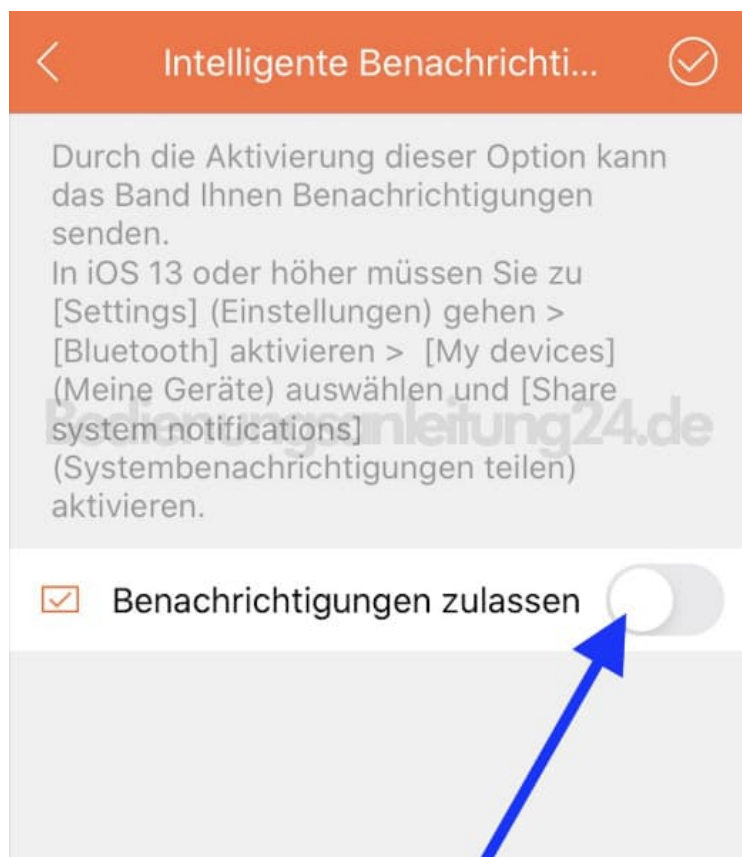 Intelligente Benachrichti...
Durch die Aktivierung dieser Option kann
das Band Ihnen Benachrichtigungen
senden.
In iOS 13 oder höher müssen Sie zu
[Settings] (Einstellungen) gehen >
[Bluetooth] aktivieren > [My devices]
(Meine Geräte) auswählen und [Share
system notifications]
Bedienungsanleitung24.de
(Systembenachrichtigungen teilen)
aktivieren.
Benachrichtigungen zulassen